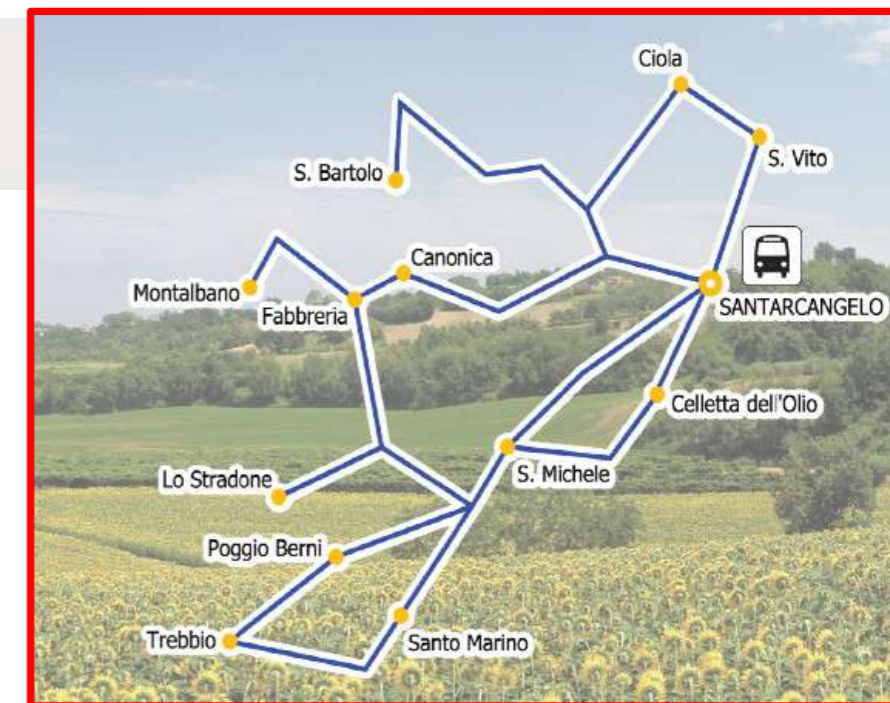 Ciola
S. Vito
S. Bartolo
Canonica
Montalbano
Fabbreria
SANTARCANGELO
Celletta dell'Olio
S. Michele
Lo Stradone
Poggio Berni
Trebbio
Santo Marino